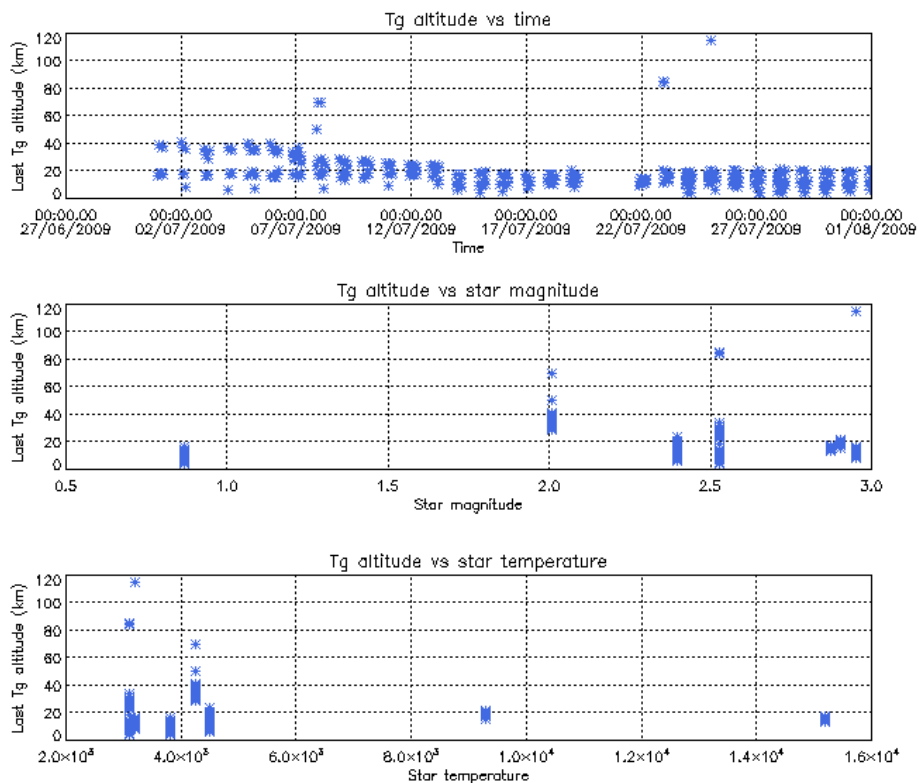 Tg altitude vs time
Last Tg altitude (km)
120
100
80
60
40
20
0
00:00.00 00:00.00 00:00.00 00:00.00 00:00.00 00:00.00 00:00.00 00:00.00
27/06/2009 02/07/2009 07/07/2009 12/07/2009 17/07/2009 22/07/2009 27/07/2009 01/08/2009
Time
Tg altitude vs star magnitude
Last Tg altitude (km)
120
100
80
60
40
20
0
0.5 1.0 1.5 2.0 2.5 3.0
Star magnitude
Tg altitude vs star temperature
Last Tg altitude (km)
120
100
80
60
40
20
0
2.0×10³ 4.0×10³ 6.0×10³ 1.0×10⁴ 1.2×10⁴ 1.4×10⁴ 1.6×10⁴
Star temperature